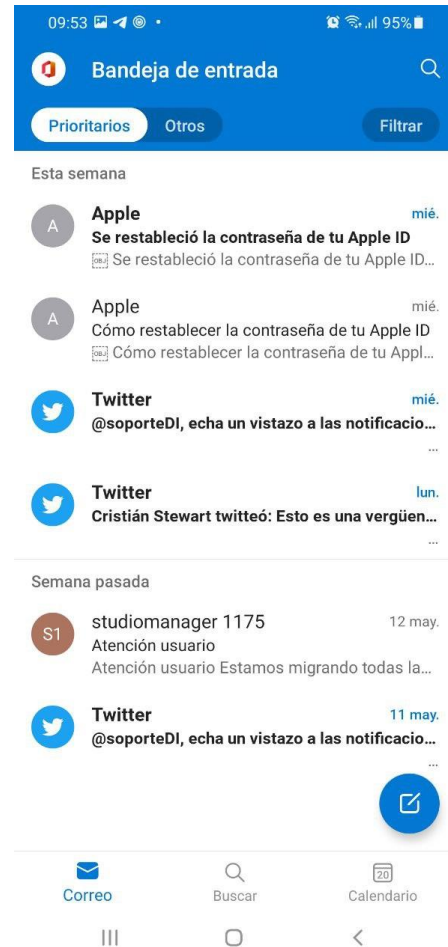 09:53
95%
Bandeja de entrada
Prioritarios Otros Filtrar
Esta semana
A
Apple mié.
Se restableció la contraseña de tu Apple ID
OBJ Se restableció la contraseña de tu Apple ID...
A
Apple mié.
Cómo restablecer la contraseña de tu Apple ID
OBJ Cómo restablecer la contraseña de tu Appl...
Twitter mié.
@soporteDI, echa un vistazo a las notificacio...
...
Twitter lun.
Cristián Stewart twitteó: Esto es una vergüen...
...
Semana pasada
S1
studiomanager 1175 12 may.
Atención usuario
Atención usuario Estamos migrando todas la...
Twitter 11 may.
@soporteDI, echa un vistazo a las notificacio...
...
20
Correo Buscar Calendario